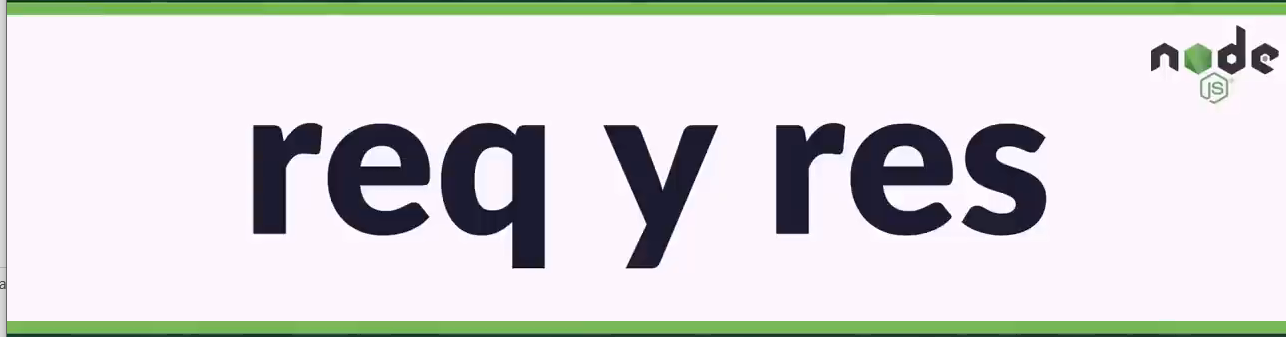 node
JS
req y res
a